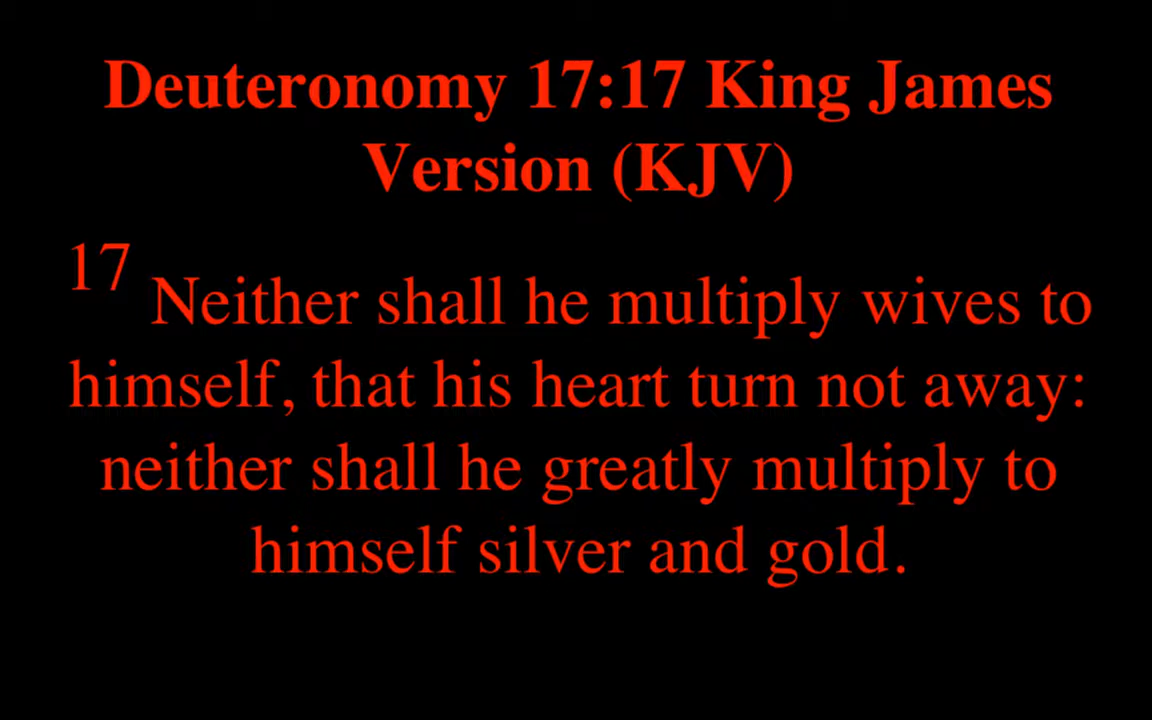 Deuteronomy 17:17 King James
Version (KJV)
17 Neither shall he multiply wives to
himself, that his heart turn not away:
neither shall he greatly multiply to
himself silver and gold.